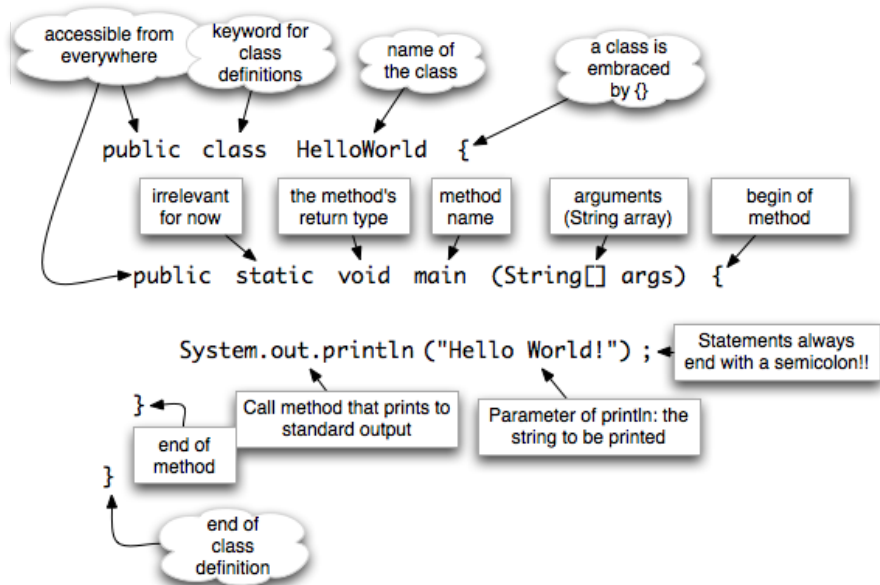 accessible from
everywhere
keyword for
class
definitions
name of
the class
a class is
embraced
by {}
public class HelloWorld {
irrelevant
for now
the method's
return type
method
name
arguments
(String array)
begin of
method
public static void main (String[] args) {
System.out.println ("Hello World!") ;
Statements always
end with a semicolon!!
Call method that prints to
standard output
Parameter of println: the
string to be printed
}
end of
method
}
end of
class
definition